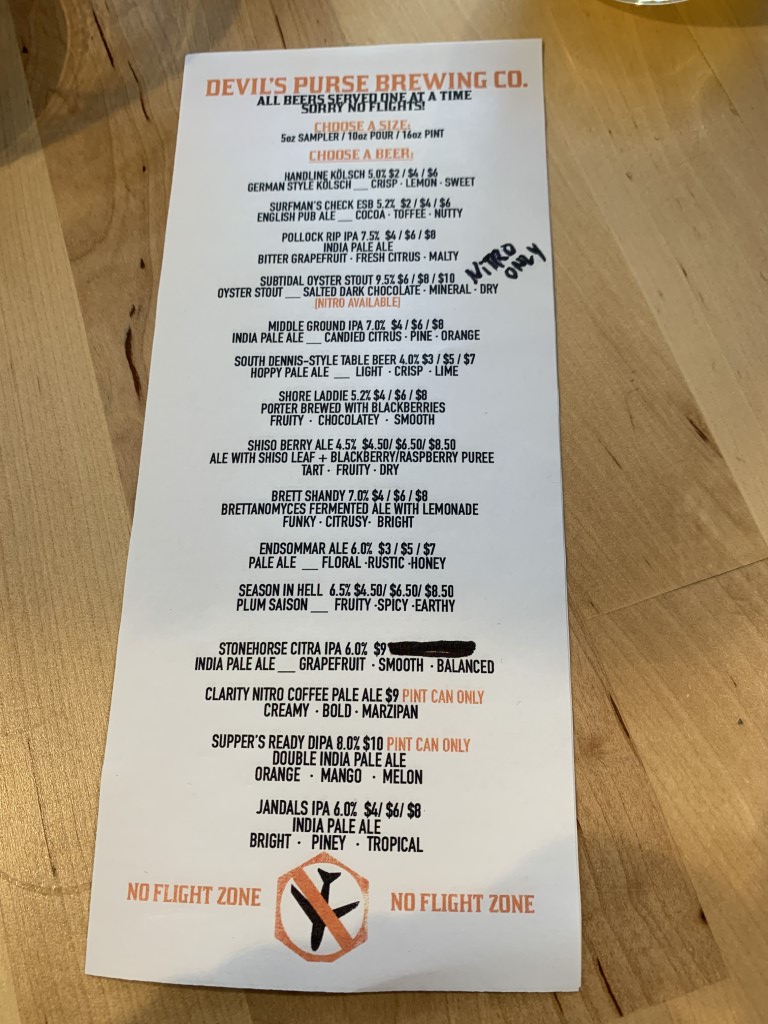 DEVIL'S PURSE BREWING CO.
ALL BEERS SERVED ONE AT A TIME
SORRY NO FLIGHTS!
CHOOSE A SIZE:
5oz SAMPLER / 10oz POUR / 16oz PINT
CHOOSE A BEER:
HANDLINE KÖLSCH 5.0% $2 / $4 / $6
GERMAN STYLE KÖLSCH __ CRISP · LEMON · SWEET
SURFMAN'S CHECK ESB 5.2% $2 / $4 / $6
ENGLISH PUB ALE __ COCOA · TOFFEE · NUTTY
POLLOCK RIP IPA 7.5% $4 / $6 / $8
INDIA PALE ALE
BITTER GRAPEFRUIT · FRESH CITRUS · MALTY
NITRO
ONLY
SUBTIDAL OYSTER STOUT 9.5% $6 / $8 / $10
OYSTER STOUT __ SALTED DARK CHOCOLATE · MINERAL · DRY
[NITRO AVAILABLE]
MIDDLE GROUND IPA 7.0% $4 / $6 / $8
INDIA PALE ALE __ CANDIED CITRUS · PINE · ORANGE
SOUTH DENNIS-STYLE TABLE BEER 4.0% $3 / $5 / $7
HOPPY PALE ALE __ LIGHT · CRISP · LIME
SHORE LADDIE 5.2% $4 / $6 / $8
PORTER BREWED WITH BLACKBERRIES
FRUITY · CHOCOLATEY · SMOOTH
SHISO BERRY ALE 4.5% $4.50/ $6.50/ $8.50
ALE WITH SHISO LEAF + BLACKBERRY/RASPBERRY PUREE
TART · FRUITY · DRY
BRETT SHANDY 7.0% $4 / $6 / $8
BRETTANOMYCES FERMENTED ALE WITH LEMONADE
FUNKY · CITRUSY· BRIGHT
ENDSOMMAR ALE 6.0% $3 / $5 / $7
PALE ALE __ FLORAL ·RUSTIC ·HONEY
SEASON IN HELL 6.5% $4.50/ $6.50/ $8.50
PLUM SAISON __ FRUITY ·SPICY ·EARTHY
STONEHORSE CITRA IPA 6.0% $9
INDIA PALE ALE __ GRAPEFRUIT · SMOOTH · BALANCED
CLARITY NITRO COFFEE PALE ALE $9 PINT CAN ONLY
CREAMY · BOLD · MARZIPAN
SUPPER'S READY DIPA 8.0% $10 PINT CAN ONLY
DOUBLE INDIA PALE ALE
ORANGE · MANGO · MELON
JANDALS IPA 6.0% $4/ $6/ $8
INDIA PALE ALE
BRIGHT · PINEY · TROPICAL
NO FLIGHT ZONE NO FLIGHT ZONE